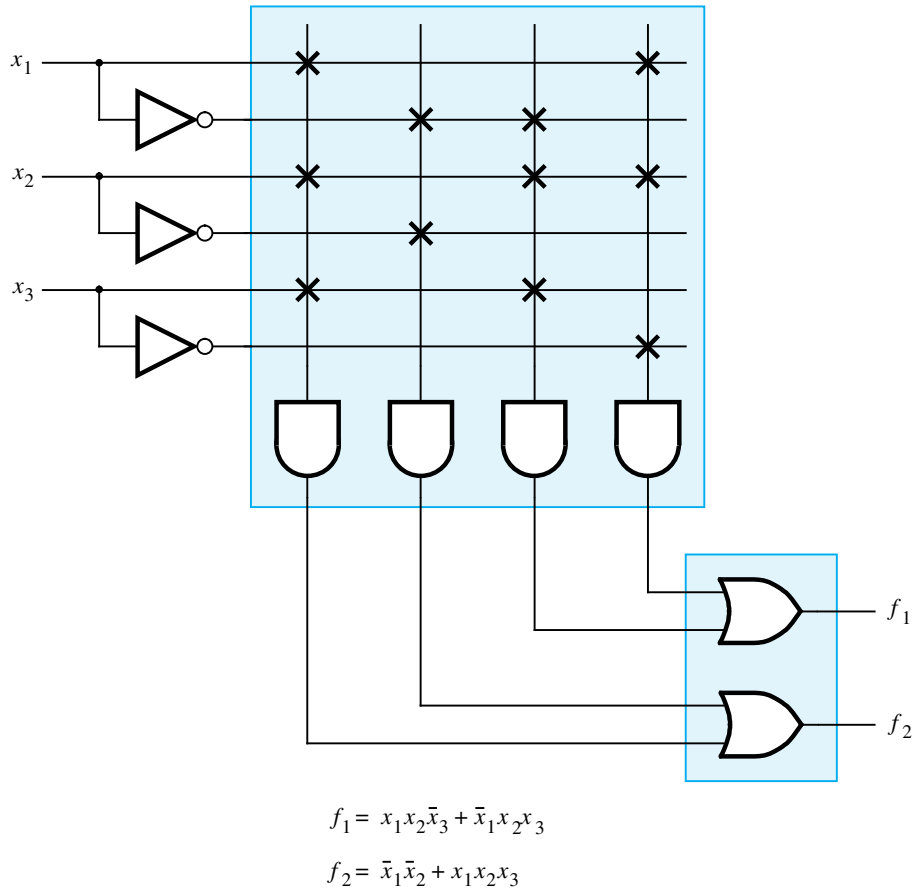 x1
x2
x3
f1
f2
f1 = x1x2x̄3 + x̄1x2x3
f2 = x̄1x̄2 + x1x2x3